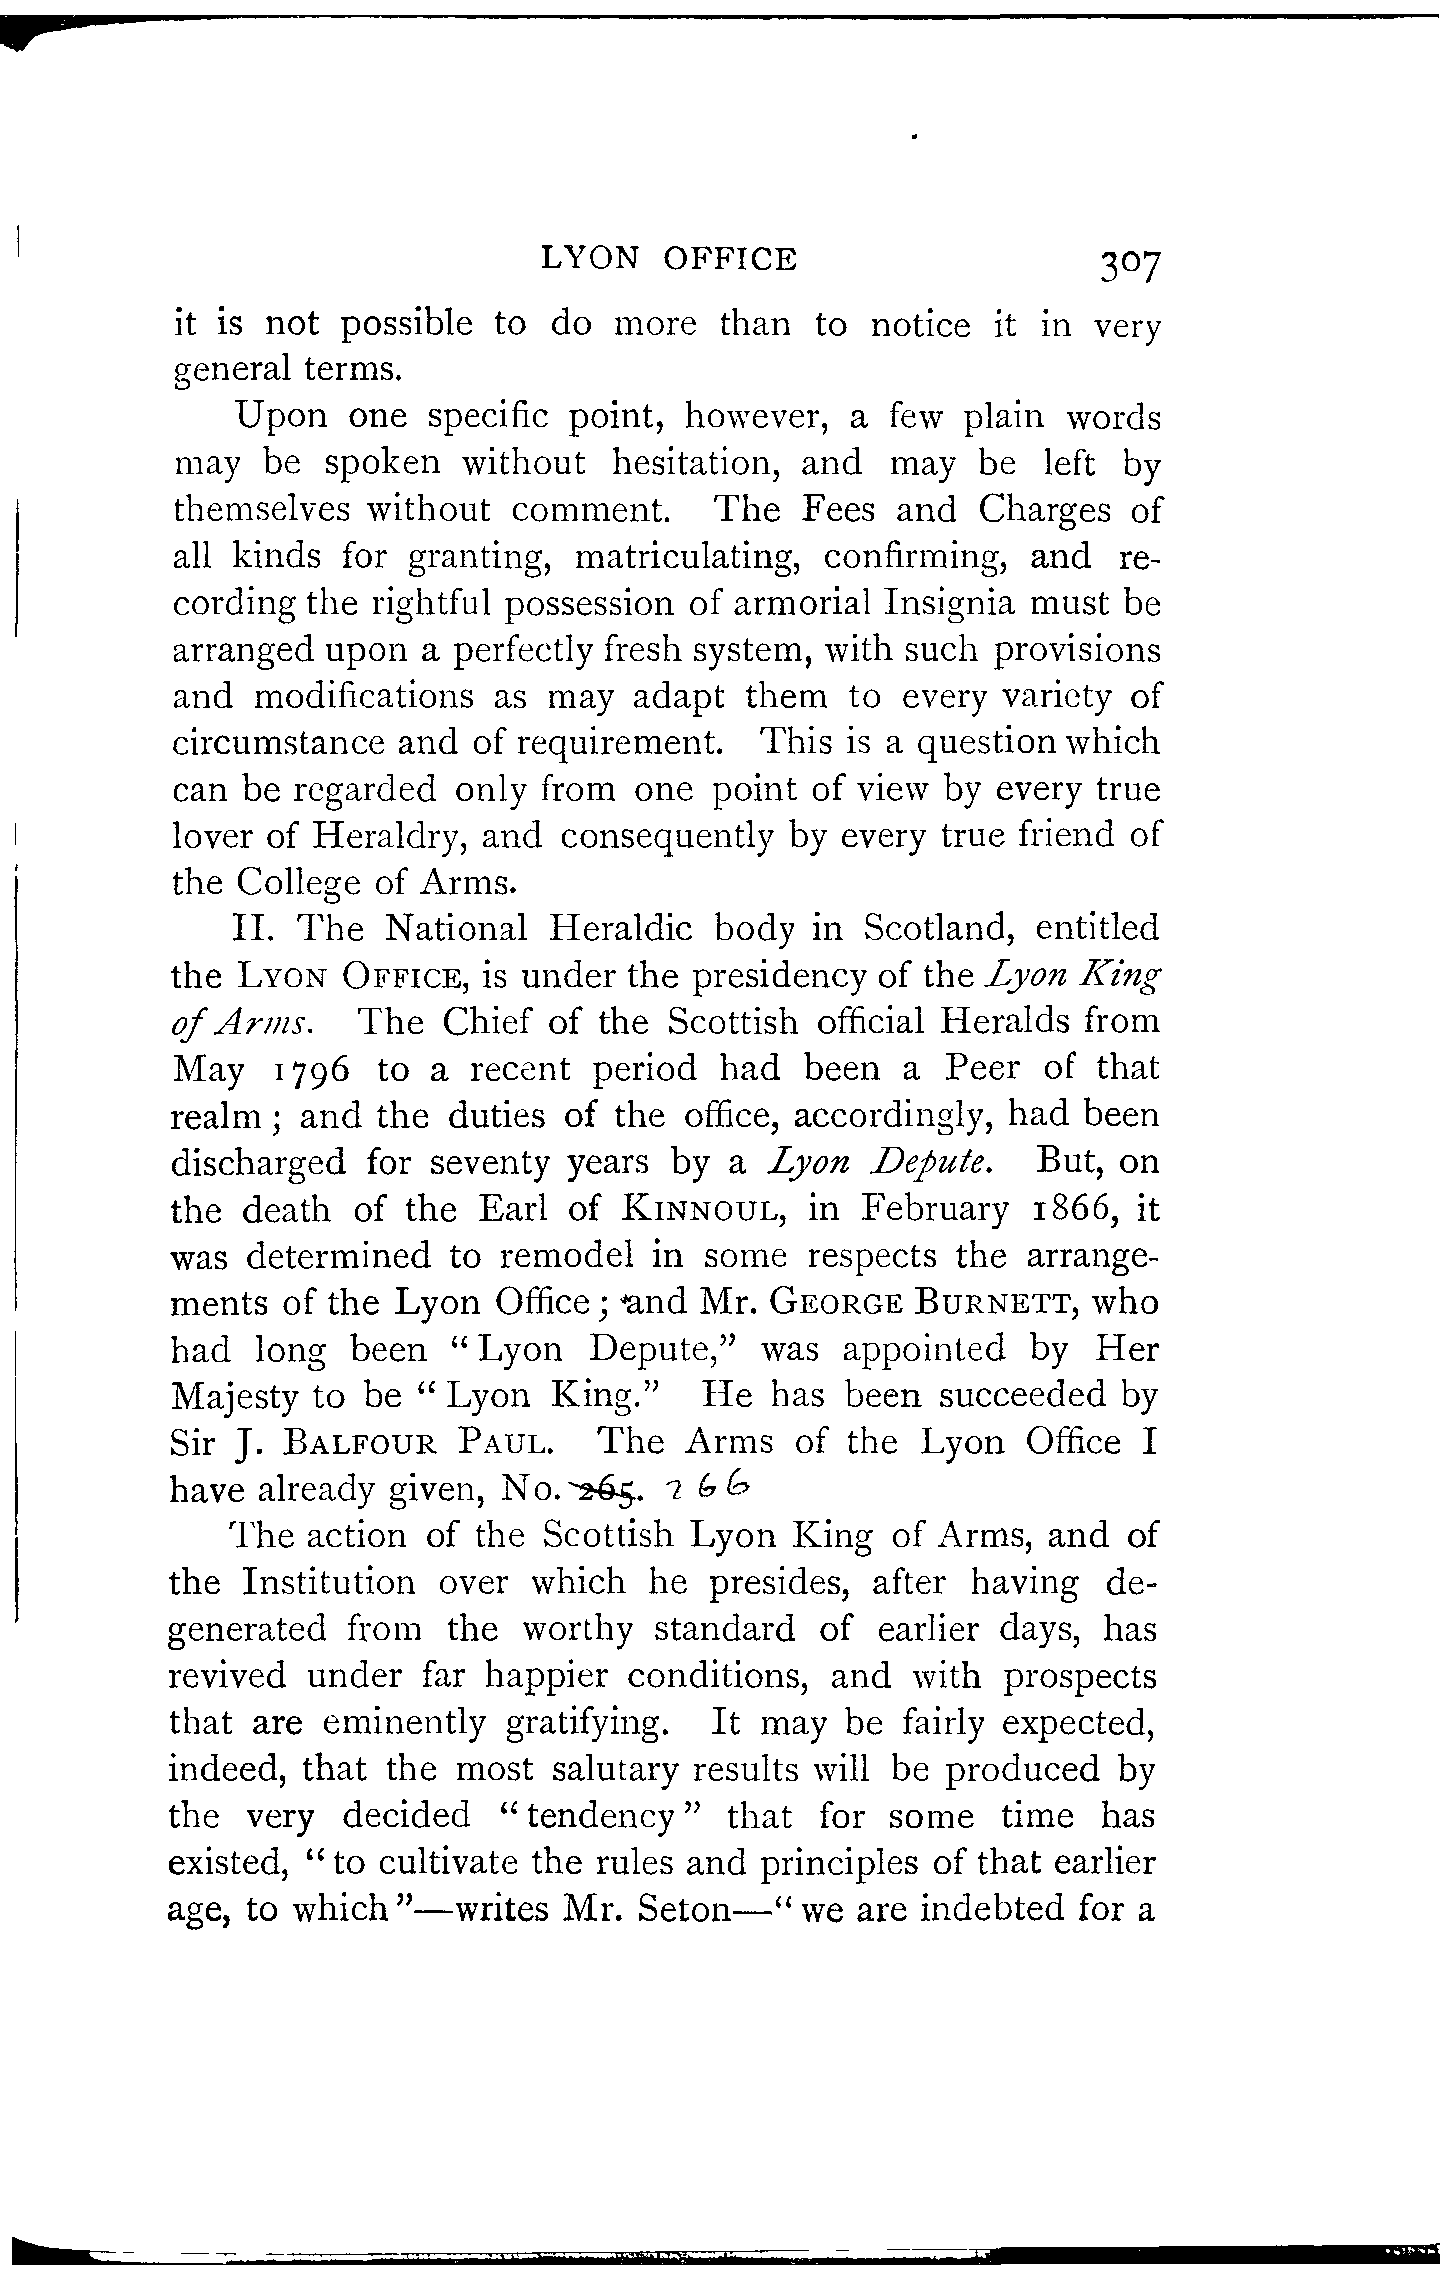 LYON OFFICE 307
it is not possible to do more than to notice it in very
general terms.
Upon one specific point, however, a few plain words
may be spoken without hesitation, and may be left by
themselves without comment. The Fees and Charges of
all kinds for granting, matriculating, confirming, and re-
cording the rightful possession of armorial Insignia must be
arranged upon a perfectly fresh system, with such provisions
and modifications as may adapt them to every variety of
circumstance and of requirement. This is a question which
can be regarded only from one point of view by every true
lover of Heraldry, and consequently by every true friend of
the College of Arms.
II. The National Heraldic body in Scotland, entitled
the LYON OFFICE, is under the presidency of the Lyon King
of Arms. The Chief of the Scottish official Heralds from
May 1796 to a recent period had been a Peer of that
realm; and the duties of the office, accordingly, had been
discharged for seventy years by a Lyon Depute. But, on
the death of the Earl of KINNOUL, in February 1866, it
was determined to remodel in some respects the arrange-
ments of the Lyon Office; and Mr. GEORGE BURNETT, who
had long been "Lyon Depute," was appointed by Her
Majesty to be "Lyon King." He has been succeeded by
Sir J. BALFOUR PAUL. The Arms of the Lyon Office I
have already given, No. 265. 266
The action of the Scottish Lyon King of Arms, and of
the Institution over which he presides, after having de-
generated from the worthy standard of earlier days, has
revived under far happier conditions, and with prospects
that are eminently gratifying. It may be fairly expected,
indeed, that the most salutary results will be produced by
the very decided "tendency" that for some time has
existed, "to cultivate the rules and principles of that earlier
age, to which"—writes Mr. Seton—"we are indebted for a